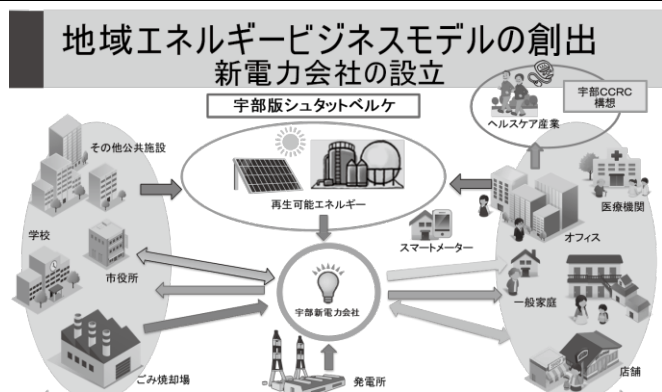 地域エネルギービジネスモデルの創出
新電力会社の設立
宇部版シュタットベルケ
宇部CCRC
構想
ヘルスケア産業
その他公共施設
再生可能エネルギー
医療機関
オフィス
スマートメーター
学校
市役所
宇部新電力会社
一般家庭
ごみ焼却場
発電所
店舗